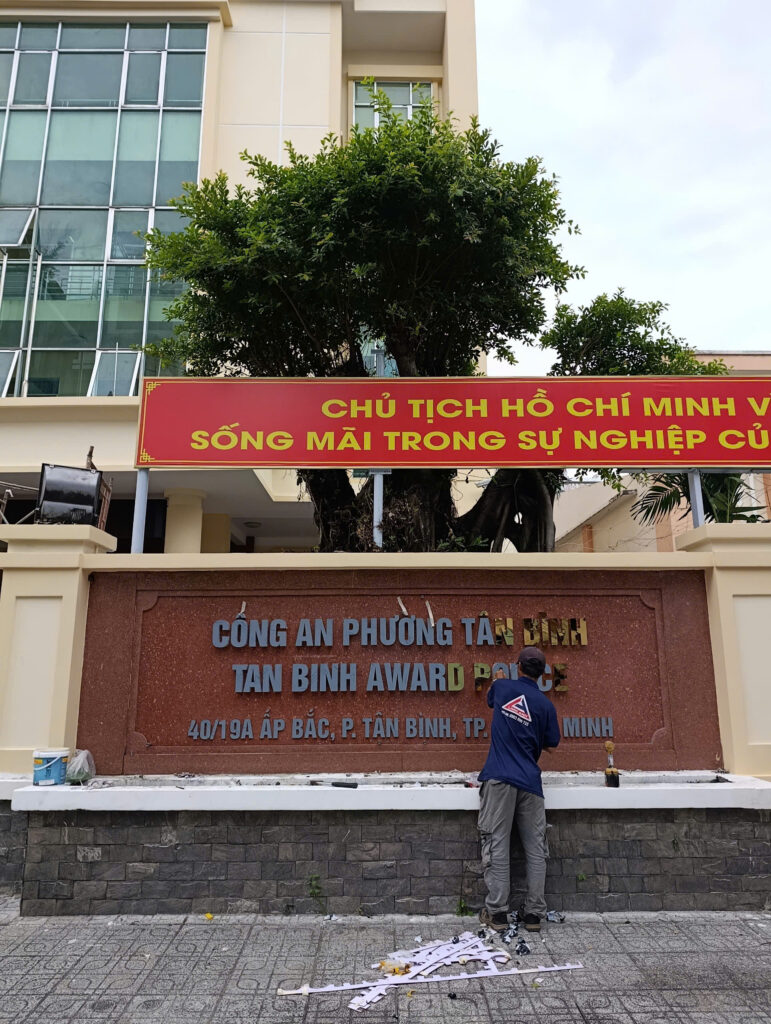 CHỦ TỊCH HỒ CHÍ MINH V
SỐNG MÃI TRONG SỰ NGHIỆP CỦ
CÔNG AN PHƯỜNG TÂN BÌNH
TAN BINH AWARD POLICE
40/19A ẤP BẮC, P. TÂN BÌNH, TP. MINH